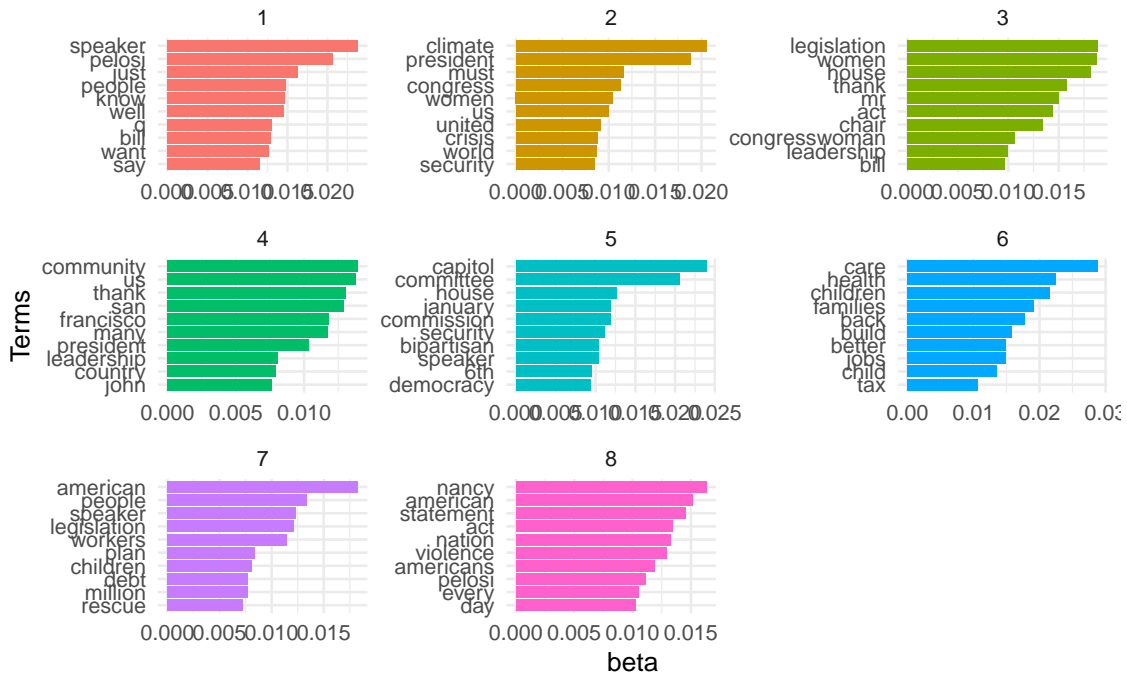 1
speaker
pelosi
just
people
know
well
q
bill
want
say
0.000 0.005 0.010 0.015 0.020
2
climate
president
must
congress
women
us
united
crisis
world
security
0.000 0.005 0.010 0.015 0.020
3
legislation
women
house
thank
mr
act
chair
congresswoman
leadership
bill
0.000 0.005 0.010 0.015
Terms
4
community
us
thank
san
francisco
many
president
leadership
country
john
0.000 0.005 0.010
5
capitol
committee
house
january
commission
security
bipartisan
speaker
6th
democracy
0.000 0.005 0.010 0.015 0.020 0.025
6
care
health
children
families
back
build
better
jobs
child
tax
0.00 0.01 0.02 0.03
7
american
people
speaker
legislation
workers
plan
children
debt
million
rescue
0.000 0.005 0.010 0.015
8
nancy
american
statement
act
nation
violence
americans
pelosi
every
day
0.000 0.005 0.010 0.015
beta